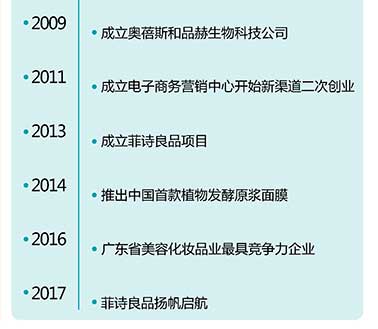 2009
成立奥蓓斯和品赫生物科技公司
2011
成立电子商务营销中心开始新渠道二次创业
2013
成立菲诗良品项目
2014
推出中国首款植物发酵原浆面膜
2016
广东省美容化妆品业最具竞争力企业
2017
菲诗良品扬帆启航